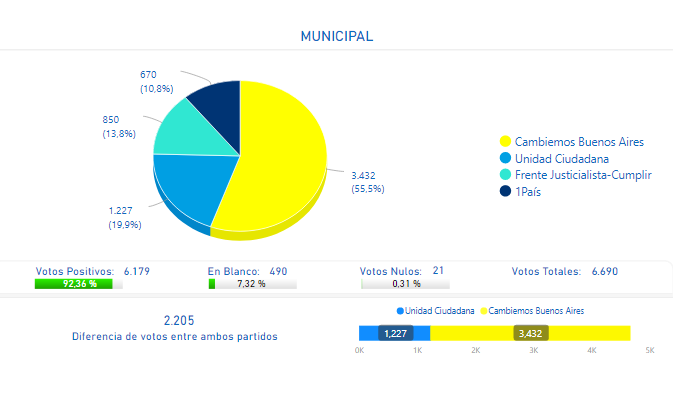 MUNICIPAL
670
(10,8%)
850
(13,8%)
1.227
(19,9%)
3.432
(55,5%)
Cambiemos Buenos Aires
Unidad Ciudadana
Frente Justicialista-Cumplir
1País
Votos Positivos: 6.179
92,36 %
En Blanco: 490
7,32 %
Votos Nulos: 21
0,31 %
Votos Totales: 6.690
2.205
Diferencia de votos entre ambos partidos
Unidad Ciudadana Cambiemos Buenos Aires
1,227 3,432
0K 1K 2K 3K 4K 5K